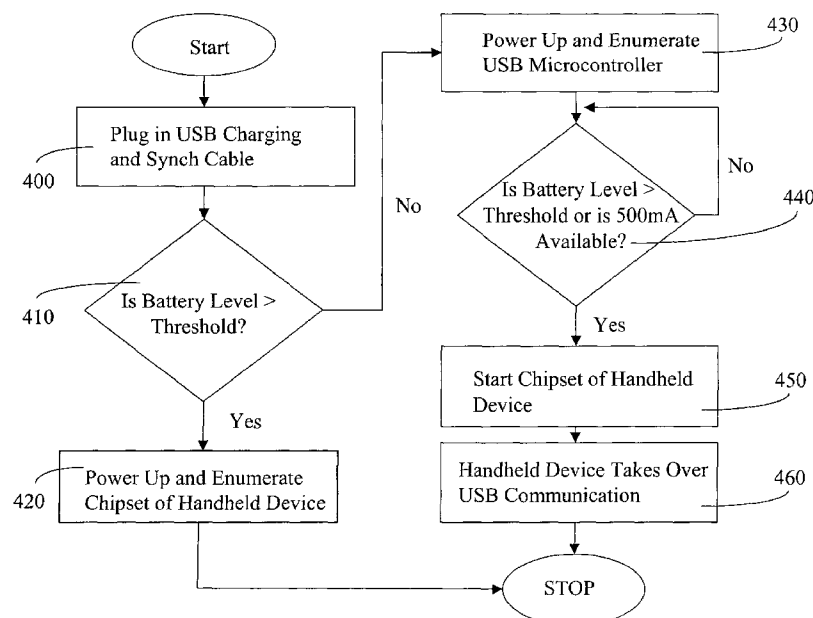 Start
Plug in USB Charging
and Synch Cable
400
Is Battery Level >
Threshold?
410
No
Yes
Power Up and Enumerate
Chipset of Handheld Device
420
Power Up and Enumerate
USB Microcontroller
430
Is Battery Level >
Threshold or is 500mA
Available?
440
No
Yes
Start Chipset of Handheld
Device
450
Handheld Device Takes Over
USB Communication
460
STOP